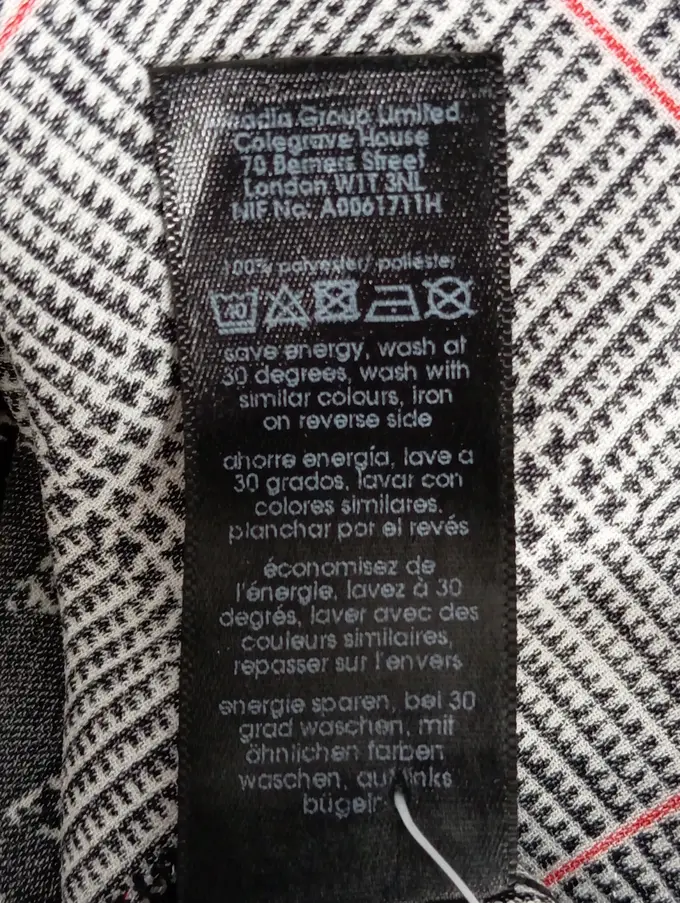 Group Limited
Colegrave House
70 Berners Street
London W1T 3NL
NIF No. A0061711H
100% polyester/ poliéster
40
save energy, wash at
30 degrees, wash with
similar colours, iron
on reverse side
ahorre energía, lave a
30 grados, lavar con
colores similares.
planchar por el revés
économisez de
l'énergie, lavez à 30
degrés, laver avec des
couleurs similaires,
repasser sur l'envers
energie sparen, bei 30
grad waschen, mit
ähnlichen farben
waschen, auf links